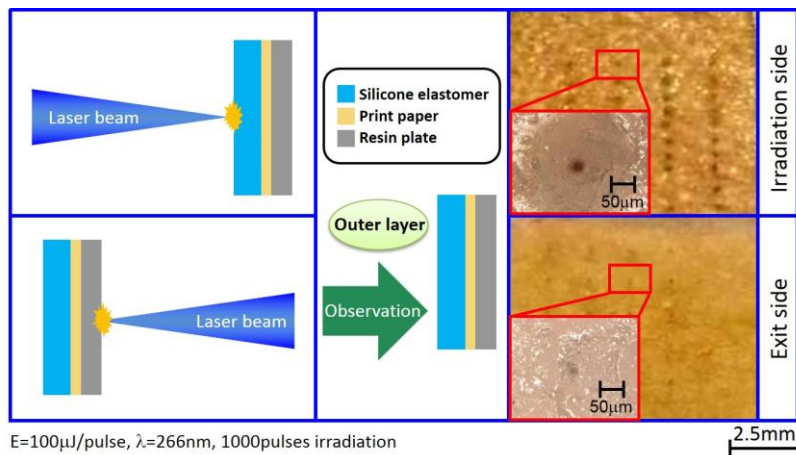 Laser beam
Silicone elastomer
Print paper
Resin plate
50μm
Irradiation side
Outer layer
Observation
Laser beam
50μm
Exit side
E=100μJ/pulse, λ=266nm, 1000pulses irradiation
2.5mm